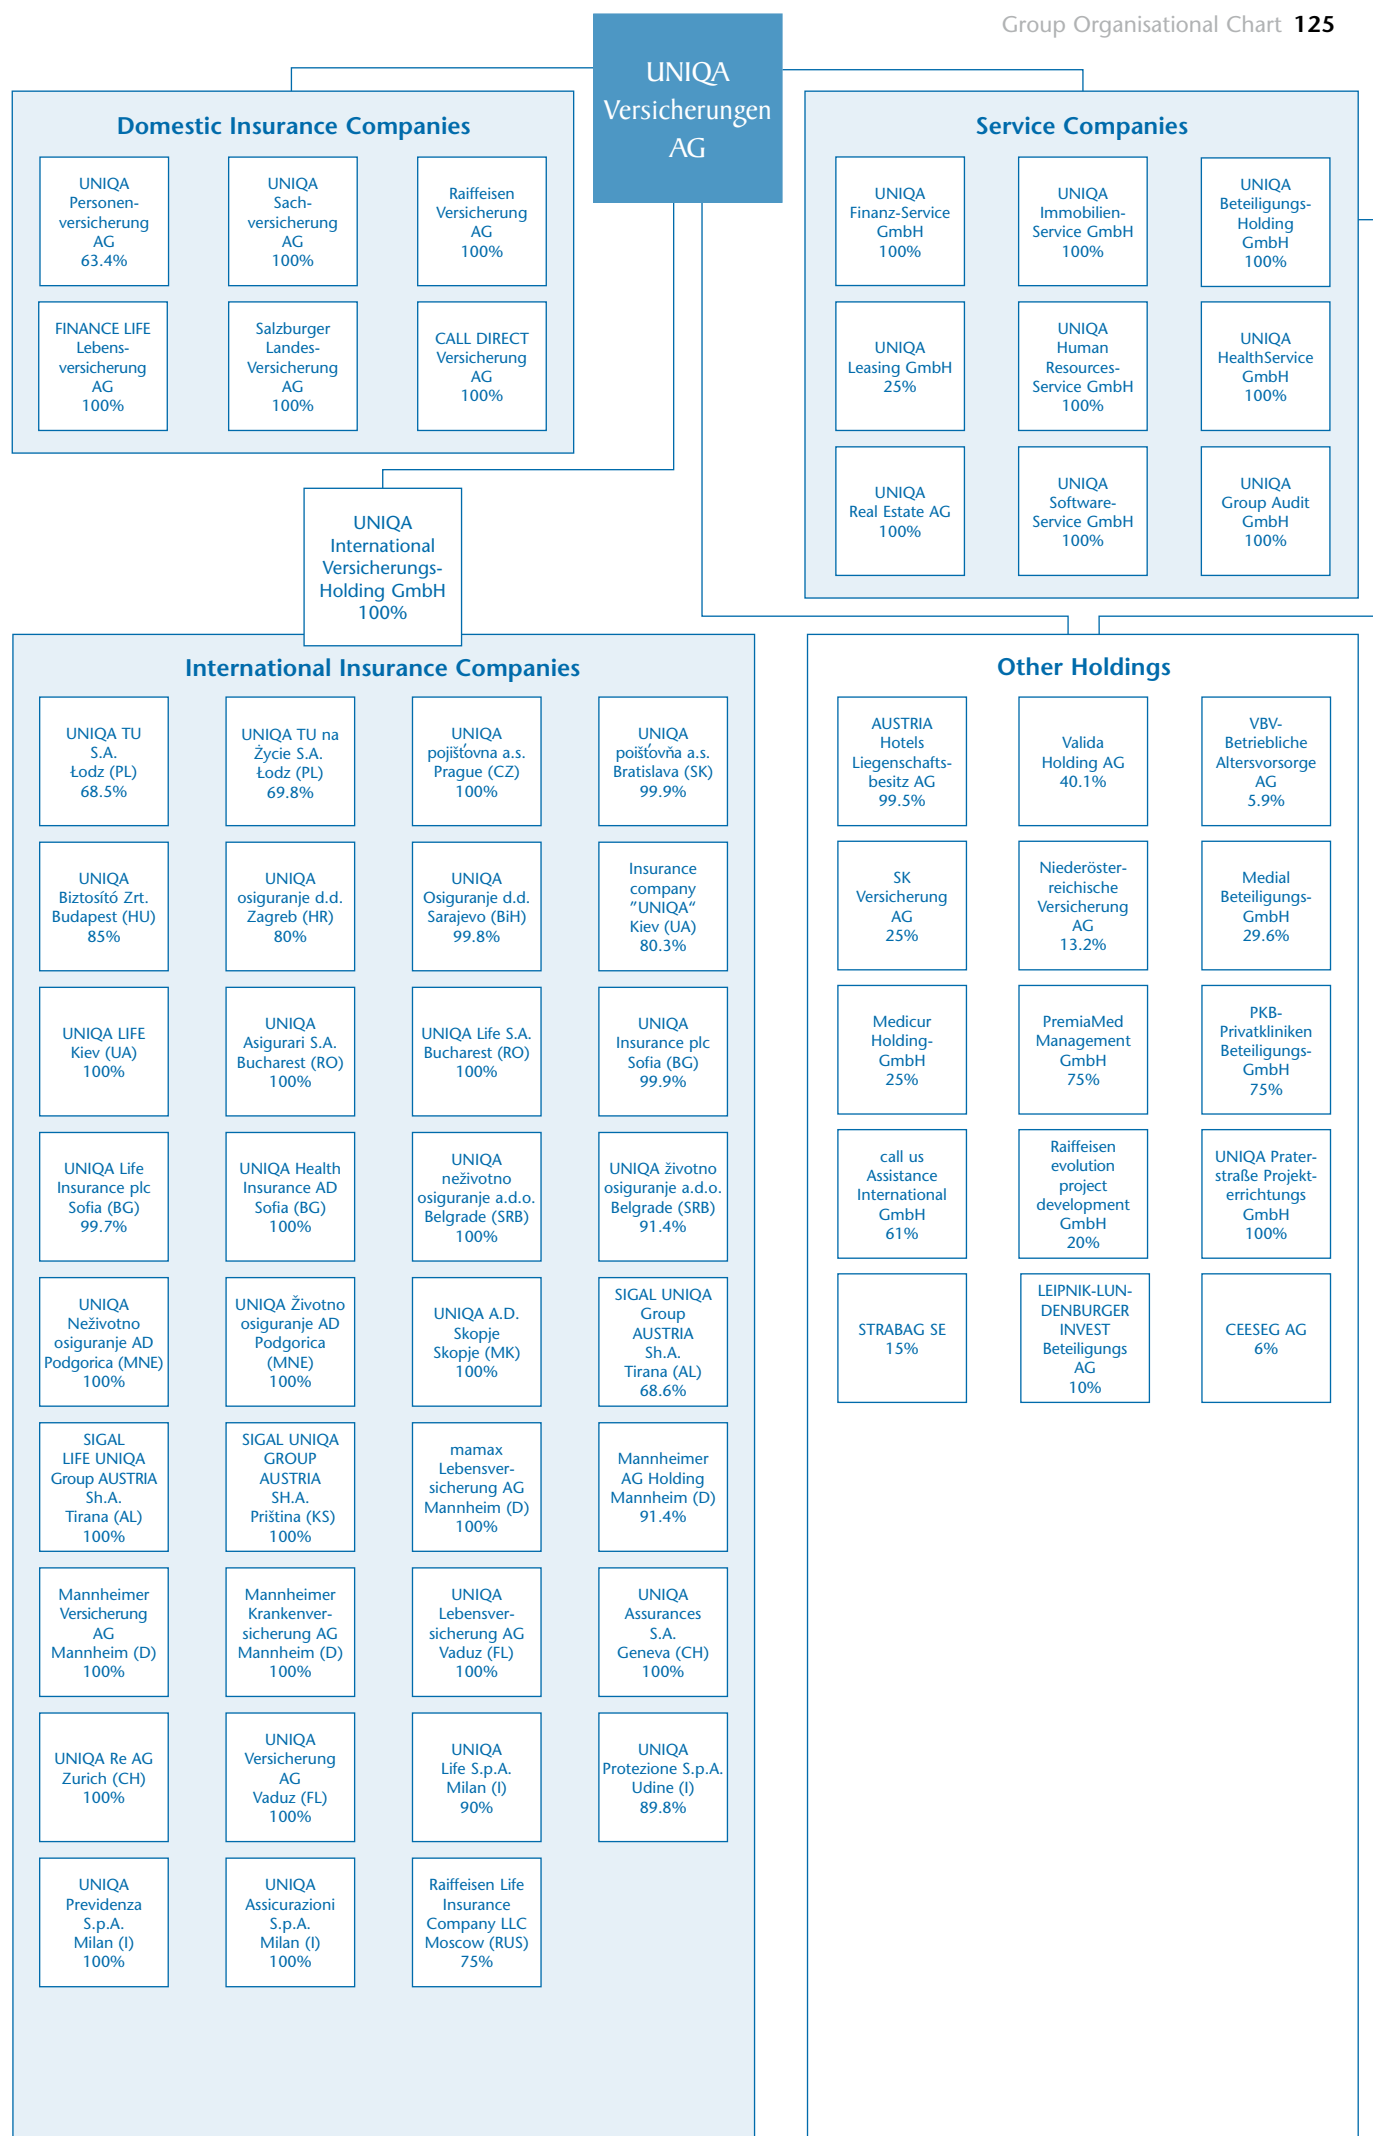 Group Organisational Chart 125
UNIQA
Versicherungen
AG
Domestic Insurance Companies
UNIQA
Personen-
versicherung
AG
63.4%
UNIQA
Sach-
versicherung
AG
100%
Raiffeisen
Versicherung
AG
100%
FINANCE LIFE
Lebens-
versicherung
AG
100%
Salzburger
Landes-
Versicherung
AG
100%
CALL DIRECT
Versicherung
AG
100%
Service Companies
UNIQA
Finanz-Service
GmbH
100%
UNIQA
Immobilien-
Service GmbH
100%
UNIQA
Beteiligungs-
Holding
GmbH
100%
UNIQA
Leasing GmbH
25%
UNIQA
Human
Resources-
Service GmbH
100%
UNIQA
HealthService
GmbH
100%
UNIQA
Real Estate AG
100%
UNIQA
Software-
Service GmbH
100%
UNIQA
Group Audit
GmbH
100%
UNIQA
International
Versicherungs-
Holding GmbH
100%
International Insurance Companies
UNIQA TU
S.A.
Łodz (PL)
68.5%
UNIQA TU na
Życie S.A.
Łodz (PL)
69.8%
UNIQA
pojišťovna a.s.
Prague (CZ)
100%
UNIQA
poišťovňa a.s.
Bratislava (SK)
99.9%
UNIQA
Biztosító Zrt.
Budapest (HU)
85%
UNIQA
osiguranje d.d.
Zagreb (HR)
80%
UNIQA
Osiguranje d.d.
Sarajevo (BiH)
99.8%
Insurance
company
”UNIQA“
Kiev (UA)
80.3%
UNIQA LIFE
Kiev (UA)
100%
UNIQA
Asigurari S.A.
Bucharest (RO)
100%
UNIQA Life S.A.
Bucharest (RO)
100%
UNIQA
Insurance plc
Sofia (BG)
99.9%
UNIQA Life
Insurance plc
Sofia (BG)
99.7%
UNIQA Health
Insurance AD
Sofia (BG)
100%
UNIQA
neživotno
osiguranje a.d.o.
Belgrade (SRB)
100%
UNIQA životno
osiguranje a.d.o.
Belgrade (SRB)
91.4%
UNIQA
Neživotno
osiguranje AD
Podgorica (MNE)
100%
UNIQA Životno
osiguranje AD
Podgorica
(MNE)
100%
UNIQA A.D.
Skopje
Skopje (MK)
100%
SIGAL UNIQA
Group
AUSTRIA
Sh.A.
Tirana (AL)
68.6%
SIGAL
LIFE UNIQA
Group AUSTRIA
Sh.A.
Tirana (AL)
100%
SIGAL UNIQA
GROUP
AUSTRIA
SH.A.
Priština (KS)
100%
mamax
Lebensver-
sicherung AG
Mannheim (D)
100%
Mannheimer
AG Holding
Mannheim (D)
91.4%
Mannheimer
Versicherung
AG
Mannheim (D)
100%
Mannheimer
Krankenver-
sicherung AG
Mannheim (D)
100%
UNIQA
Lebensver-
sicherung AG
Vaduz (FL)
100%
UNIQA
Assurances
S.A.
Geneva (CH)
100%
UNIQA Re AG
Zurich (CH)
100%
UNIQA
Versicherung
AG
Vaduz (FL)
100%
UNIQA
Life S.p.A.
Milan (I)
90%
UNIQA
Protezione S.p.A.
Udine (I)
89.8%
UNIQA
Previdenza
S.p.A.
Milan (I)
100%
UNIQA
Assicurazioni
S.p.A.
Milan (I)
100%
Raiffeisen Life
Insurance
Company LLC
Moscow (RUS)
75%
Other Holdings
AUSTRIA
Hotels
Liegenschafts-
besitz AG
99.5%
Valida
Holding AG
40.1%
VBV-
Betriebliche
Altersvorsorge
AG
5.9%
SK
Versicherung
AG
25%
Niederöster-
reichische
Versicherung
AG
13.2%
Medial
Beteiligungs-
GmbH
29.6%
Medicur
Holding-
GmbH
25%
PremiaMed
Management
GmbH
75%
PKB-
Privatkliniken
Beteiligungs-
GmbH
75%
call us
Assistance
International
GmbH
61%
Raiffeisen
evolution
project
development
GmbH
20%
UNIQA Prater-
straße Projekt-
errichtungs
GmbH
100%
STRABAG SE
15%
LEIPNIK-LUN-
DENBURGER
INVEST
Beteiligungs
AG
10%
CEESEG AG
6%